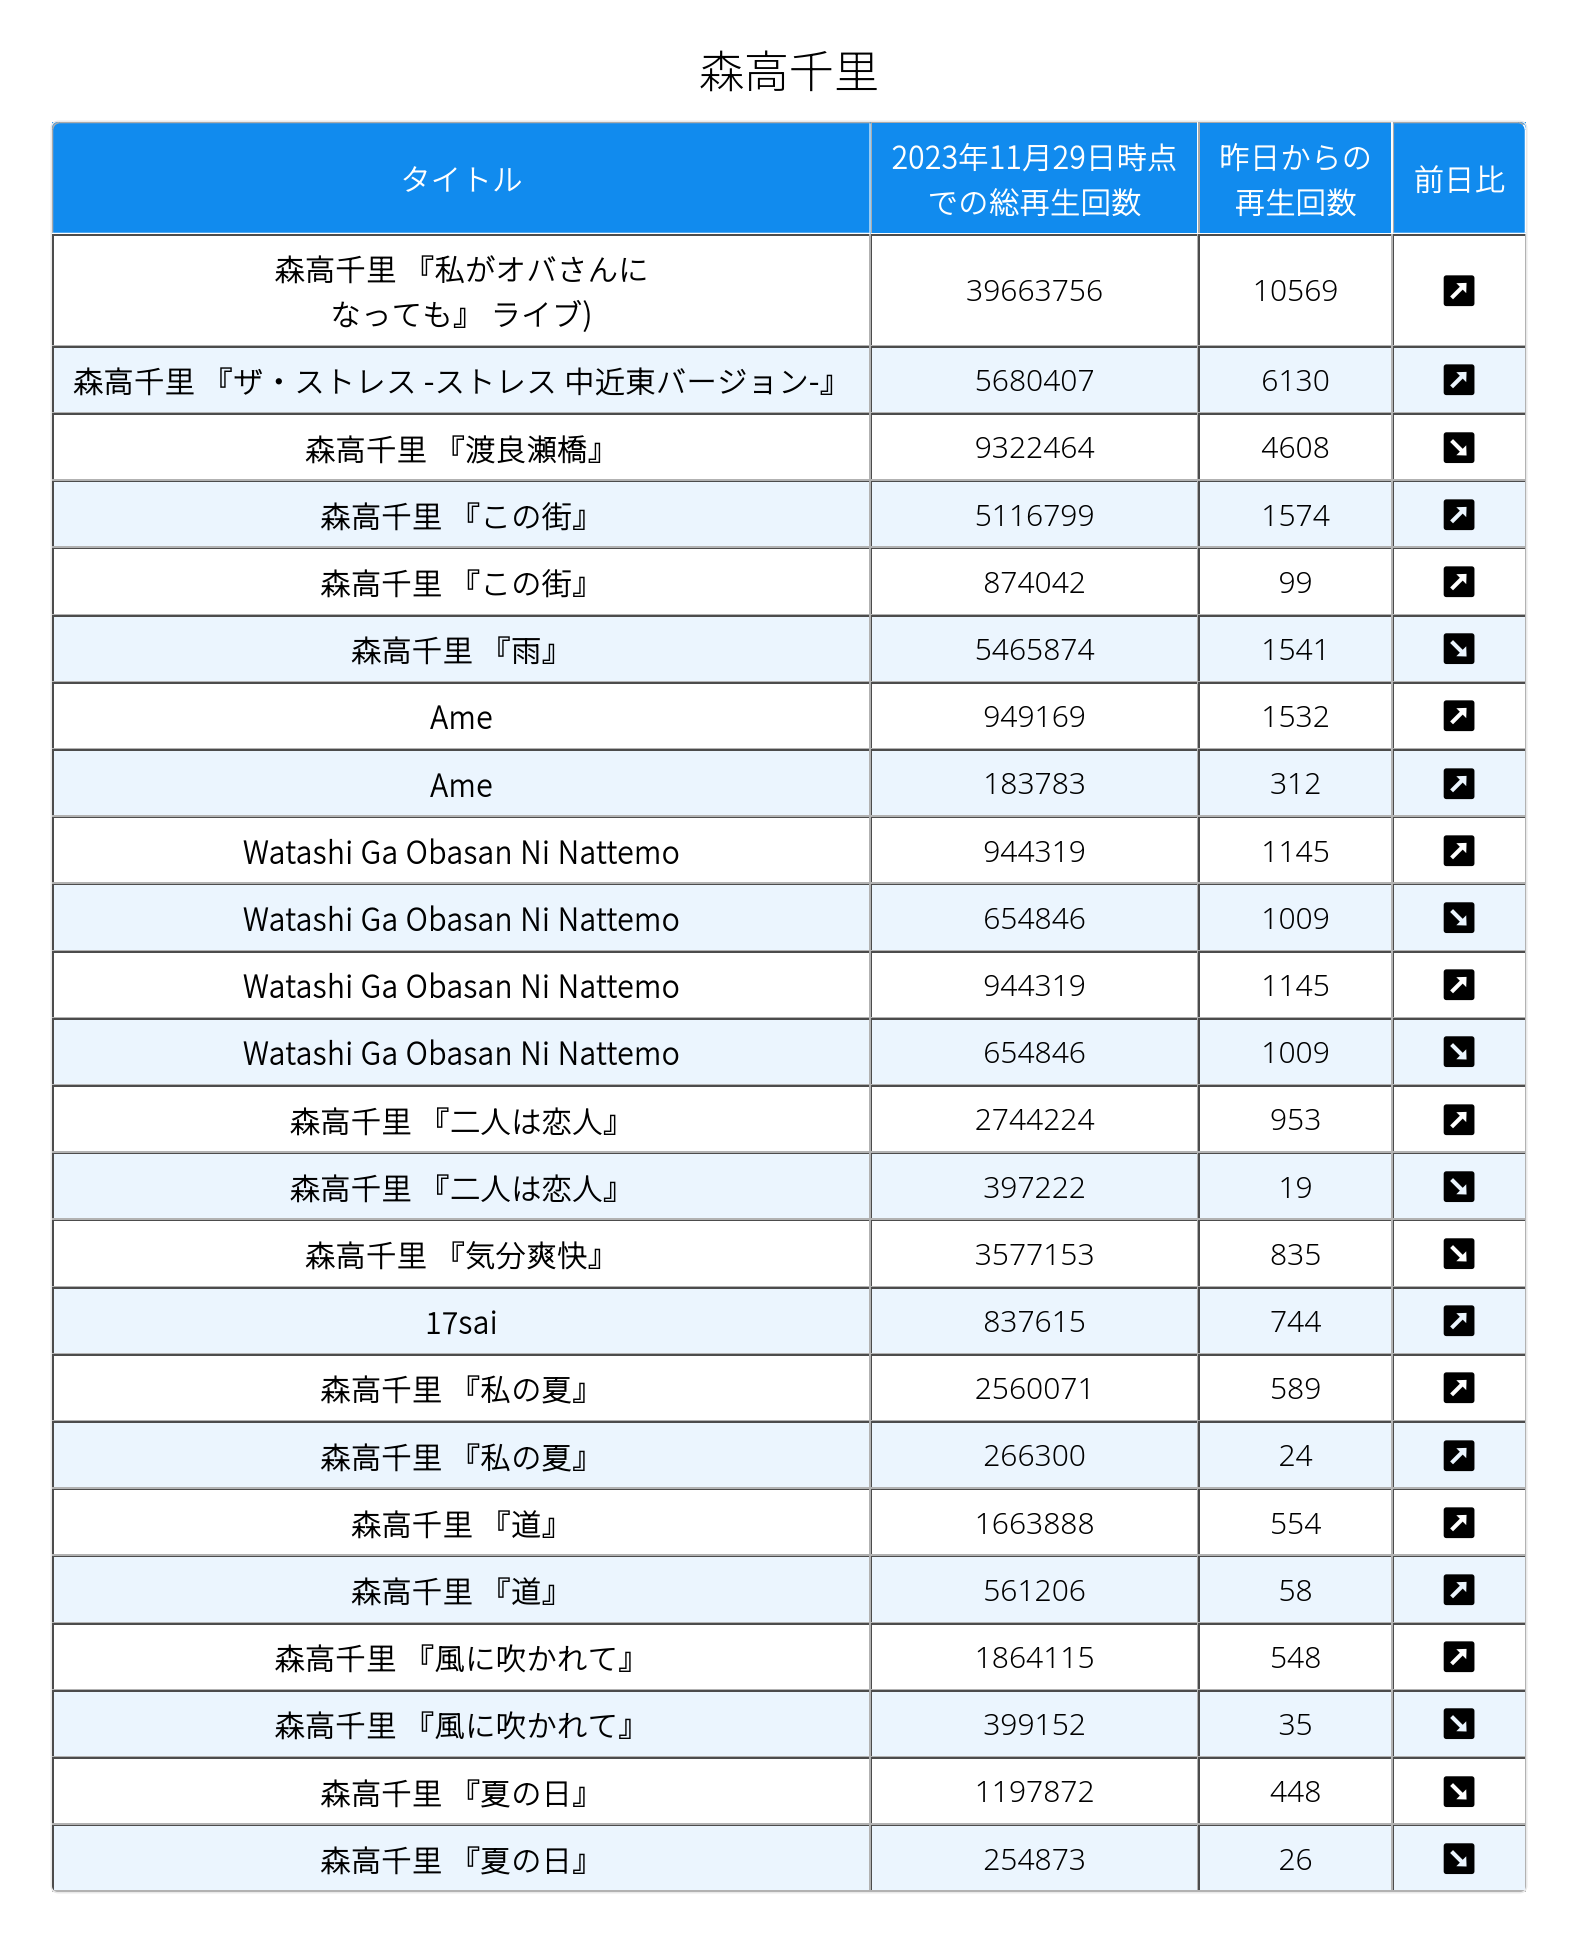 森高千里
タイトル 2023年11月29日時点 昨日からの 前日比
での総再生回数 再生回数
森高千里 『私がオバさんに
なっても』 ライブ) 39663756 10569
森高千里 『ザ・ストレス -ストレス 中近東バージョン-』 5680407 6130
森高千里 『渡良瀬橋』 9322464 4608
森高千里 『この街』 5116799 1574
森高千里 『この街』 874042 99
森高千里 『雨』 5465874 1541
Ame 949169 1532
Ame 183783 312
Watashi Ga Obasan Ni Nattemo 944319 1145
Watashi Ga Obasan Ni Nattemo 654846 1009
Watashi Ga Obasan Ni Nattemo 944319 1145
Watashi Ga Obasan Ni Nattemo 654846 1009
森高千里 『二人は恋人』 2744224 953
森高千里 『二人は恋人』 397222 19
森高千里 『気分爽快』 3577153 835
17sai 837615 744
森高千里 『私の夏』 2560071 589
森高千里 『私の夏』 266300 24
森高千里 『道』 1663888 554
森高千里 『道』 561206 58
森高千里 『風に吹かれて』 1864115 548
森高千里 『風に吹かれて』 399152 35
森高千里 『夏の日』 1197872 448
森高千里 『夏の日』 254873 26